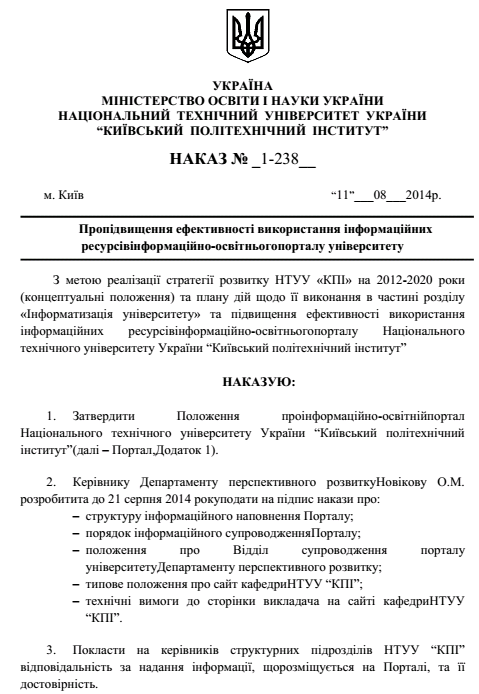 УКРАЇНА
МІНІСТЕРСТВО ОСВІТИ І НАУКИ УКРАЇНИ
НАЦІОНАЛЬНИЙ ТЕХНІЧНИЙ УНІВЕРСИТЕТ УКРАЇНИ
“КИЇВСЬКИЙ ПОЛІТЕХНІЧНИЙ ІНСТИТУТ”
НАКАЗ № _1-238__
м. Київ “11”___08___2014р.
Пропідвищення ефективності використання інформаційних
ресурсівінформаційно-освітньогопорталу університету
З метою реалізації стратегії розвитку НТУУ «КПІ» на 2012-2020 роки
(концептуальні положення) та плану дій щодо її виконання в частині розділу
«Інформатизація університету» та підвищення ефективності використання
інформаційних ресурсівінформаційно-освітньогопорталу Національного
технічного університету України “Київський політехнічний інститут”
НАКАЗУЮ:
1. Затвердити Положення проінформаційно-освітнійпортал
Національного технічного університету України “Київський політехнічний
інститут”(далі – Портал,Додаток 1).
2. Керівнику Департаменту перспективного розвиткуНовікову О.М.
розробитита до 21 серпня 2014 рокуподати на підпис накази про:
– структуру інформаційного наповнення Порталу;
– порядок інформаційного супроводженняПорталу;
– положення про Відділ супроводження порталу
університетуДепартаменту перспективного розвитку;
– типове положення про сайт кафедриНТУУ “КПІ”;
– технічні вимоги до сторінки викладача на сайті кафедриНТУУ
“КПІ”.
3. Покласти на керівників структурних підрозділів НТУУ “КПІ”
відповідальність за надання інформації, щорозміщується на Порталі, та її
достовірність.